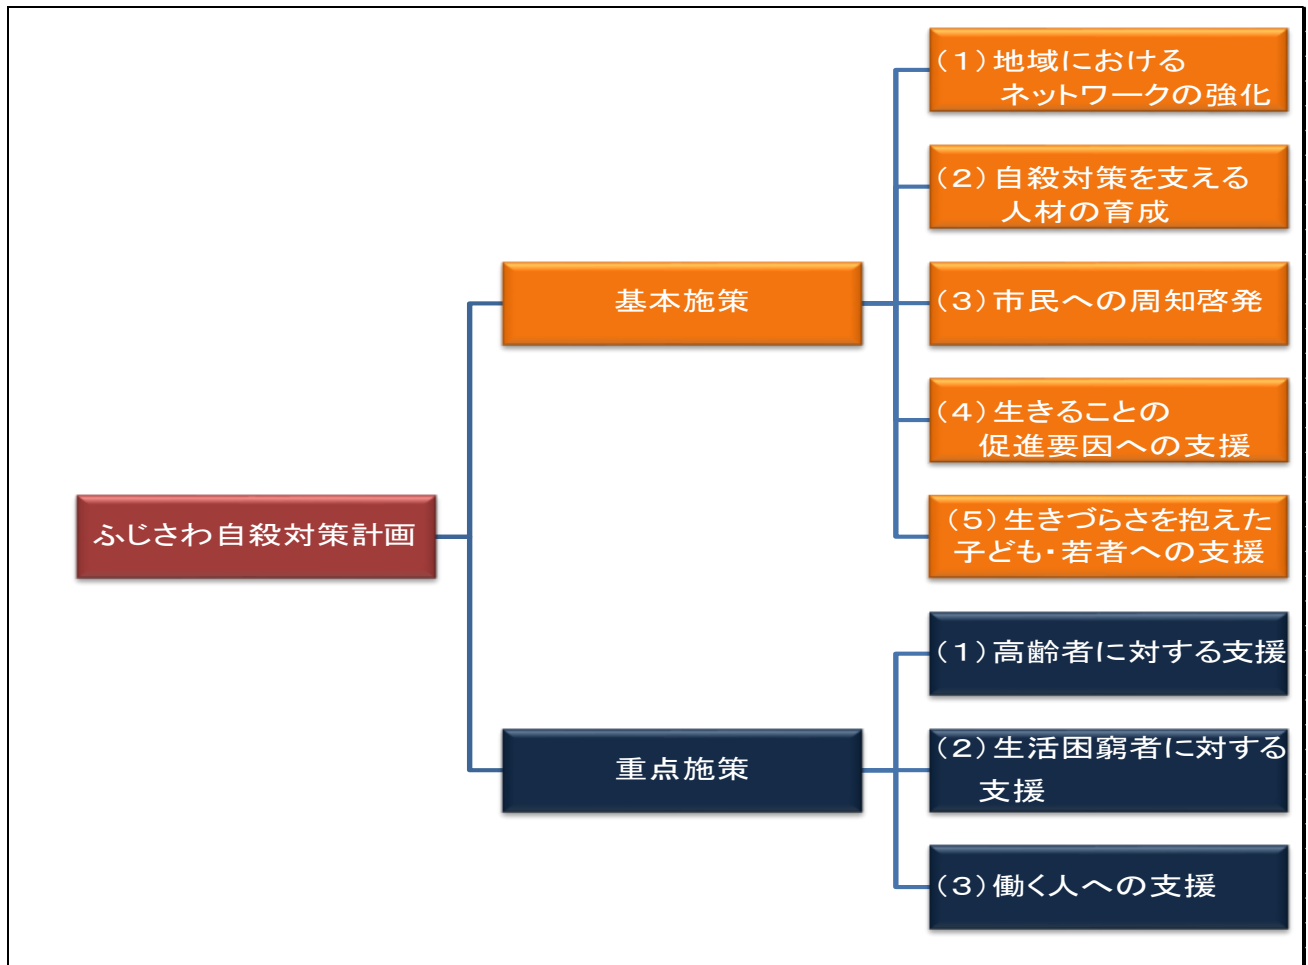 ふじさわ自殺対策計画
基本施策
(1)地域における
ネットワークの強化
(2)自殺対策を支える
人材の育成
(3)市民への周知啓発
(4)生きることの
促進要因への支援
(5)生きづらさを抱えた
子ども・若者への支援
重点施策
(1)高齢者に対する支援
(2)生活困窮者に対する
支援
(3)働く人への支援